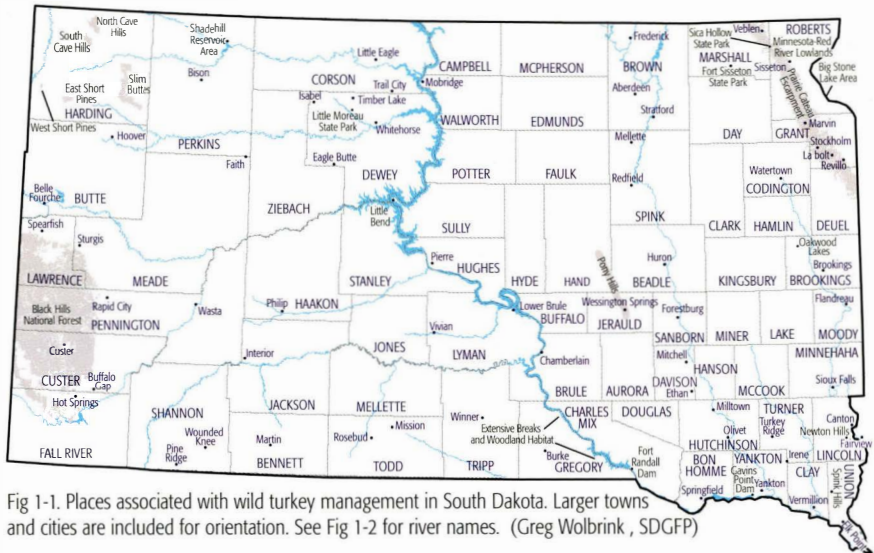 North Cave
Hills
South
Cave Hills
Shadehill
Reservoir
Area
Bison
East Short
Pines
Slim
Buttes
HARDING
West Short Pines
Hoover
PERKINS
Faith
Little Eagle
CORSON
Trail City
Isabel
Timber Lake
Little Moreau
State Park
Whitehorse
Eagle Butte
DEWEY
ZIEBACH
Little
Bend
CAMPBELL
Mobridge
WALWORTH
POTTER
SULLY
MCPHERSON
EDMUNDS
FAULK
Frederick
BROWN
Aberdeen
Stratford
Mellette
Redfield
SPINK
Sica Hollow
State Park
Veblen
ROBERTS
Minnesota-Red
River Lowlands
MARSHALL
Sisseton
Fort Sisseton
State Park
Big Stone
Lake Area
Prairie Coteau
Escarpment
DAY
GRANT
Marvin
Stockholm
La bolt
Revillo
Watertown
CODINGTON
CLARK
HAMLIN
DEUEL
Oakwood
Lakes
Brookings
BROOKINGS
KINGSBURY
Belle
Fourche
BUTTE
Spearfish
Sturgis
LAWRENCE
MEADE
Black Hills
National Forest
Rapid City
PENNINGTON
Wasta
Custer
CUSTER
Buffalo
Gap
Hot Springs
FALL RIVER
SHANNON
Wounded
Knee
Pine
Ridge
Philip
HAAKON
Interior
JACKSON
Martin
BENNETT
STANLEY
Pierre
HUGHES
Vivian
JONES
LYMAN
MELLETTE
Mission
Rosebud
TODD
Winner
TRIPP
HYDE
HAND
Pony Hills
Huron
BEADLE
Lower Brule
BUFFALO
Wessington Springs
JERAULD
Forestburg
SANBORN
MINER
LAKE
Flandreau
MOODY
MINNEHAHA
Chamberlain
BRULE
AURORA
Mitchell
DAVISON
Ethan
HANSON
MCCOOK
Sioux Falls
Extensive Breaks
and Woodland Habitat
CHARLES
MIX
DOUGLAS
Burke
GREGORY
Fort
Randall
Dam
Milltown
Olivet
HUTCHINSON
TURNER
Turkey
Ridge
Canton
Newton Hills
Fairview
LINCOLN
BON
HOMME
YANKTON
Irene
Gavins
Point
Dam
Yankton
Springfield
CLAY
Vermillion
Spink Hills
UNION
Elk Point
Fig 1-1. Places associated with wild turkey management in South Dakota. Larger towns
and cities are included for orientation. See Fig 1-2 for river names. (Greg Wolbrink , SDGFP)